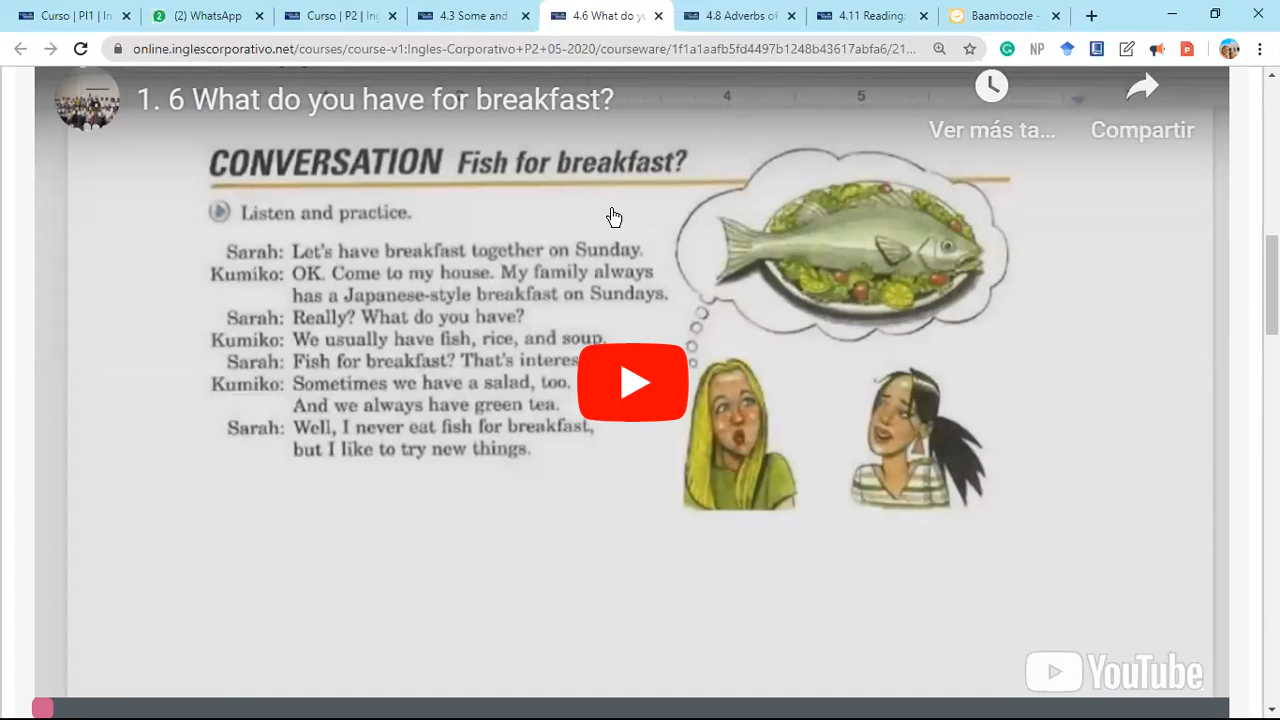 Curso | PI1 | In
(2) WhatsApp
Curso | P2 | In
4.3 Some and
4.6 What do yo
4.8 Adverbs of
4.11 Reading:
Baamboozle -
online.inglescorporativo.net/courses/course-v1:Ingles-Corporativo+P2+05-2020/courseware/1f1a1aafb5fd4497b1248b43617abfa6/21...
NP
1. 6 What do you have for breakfast?
4
5
Ver más ta...
Compartir
CONVERSATION Fish for breakfast?
Listen and practice.
Sarah: Let's have breakfast together on Sunday.
Kumiko: OK. Come to my house. My family always
has a Japanese-style breakfast on Sundays.
Sarah: Really? What do you have?
Kumiko: We usually have fish, rice, and soup.
Sarah: Fish for breakfast? That's interes
Kumiko: Sometimes we have a salad, too.
And we always have green tea.
Sarah: Well, I never eat fish for breakfast,
but I like to try new things.
YouTube